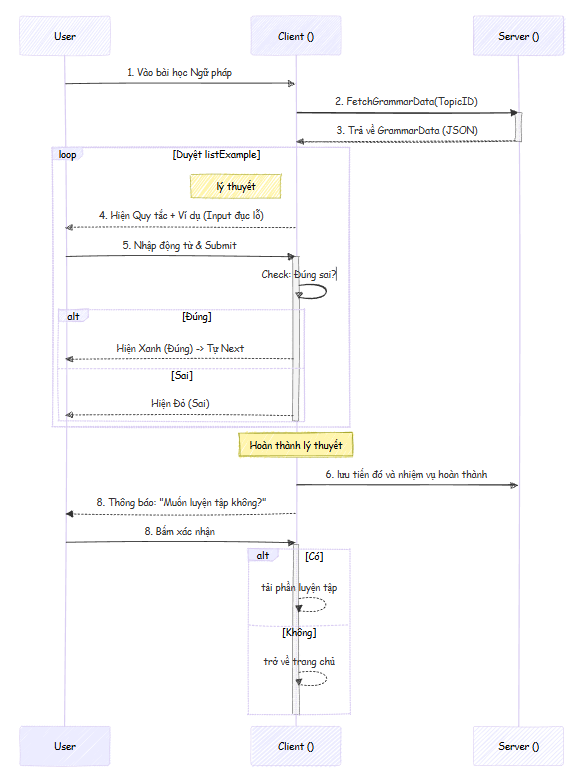 User
Client ()
Server ()
1. Vào bài học Ngữ pháp
2. FetchGrammarData(TopicID)
3. Trả về GrammarData (JSON)
loop
[Duyệt listExample]
lý thuyết
4. Hiện Quy tắc + Ví dụ (Input đục lỗ)
5. Nhập động từ & Submit
Check: Đúng sai?
alt
[Đúng]
Hiện Xanh (Đúng) -> Tự Next
[Sai]
Hiện Đỏ (Sai)
Hoàn thành lý thuyết
6. lưu tiến đó và nhiệm vụ hoàn thành
8. Thông báo: "Muốn luyện tập không?"
8. Bấm xác nhận
alt
[Có]
tải phần luyện tập
[Không]
trở về trang chủ
User
Client ()
Server ()